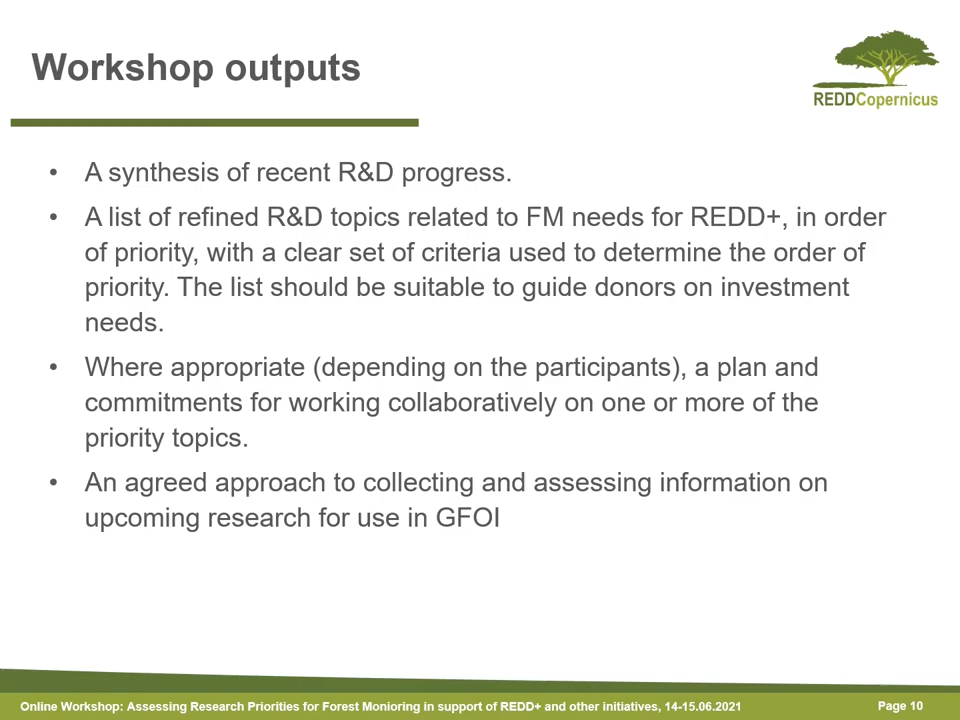 Workshop outputs
REDDCopernicus
• A synthesis of recent R&D progress.
• A list of refined R&D topics related to FM needs for REDD+, in order
of priority, with a clear set of criteria used to determine the order of
priority. The list should be suitable to guide donors on investment
needs.
• Where appropriate (depending on the participants), a plan and
commitments for working collaboratively on one or more of the
priority topics.
• An agreed approach to collecting and assessing information on
upcoming research for use in GFOI
Online Workshop: Assessing Research Priorities for Forest Monioring in support of REDD+ and other initiatives, 14-15.06.2021
Page 10